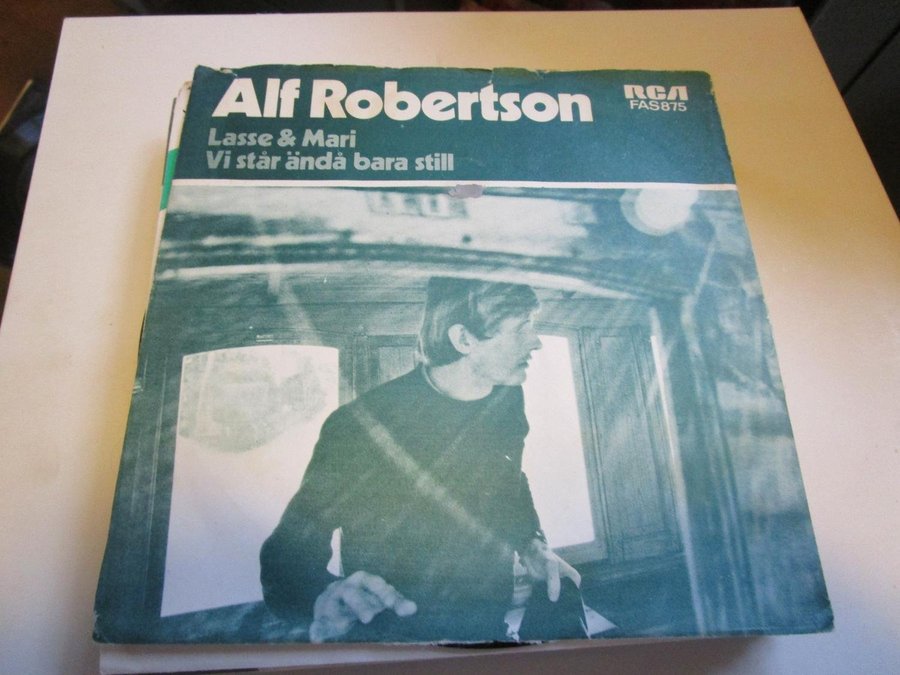 Alf Robertson
RCA
FAS875
Lasse & Mari
Vi står ändå bara still